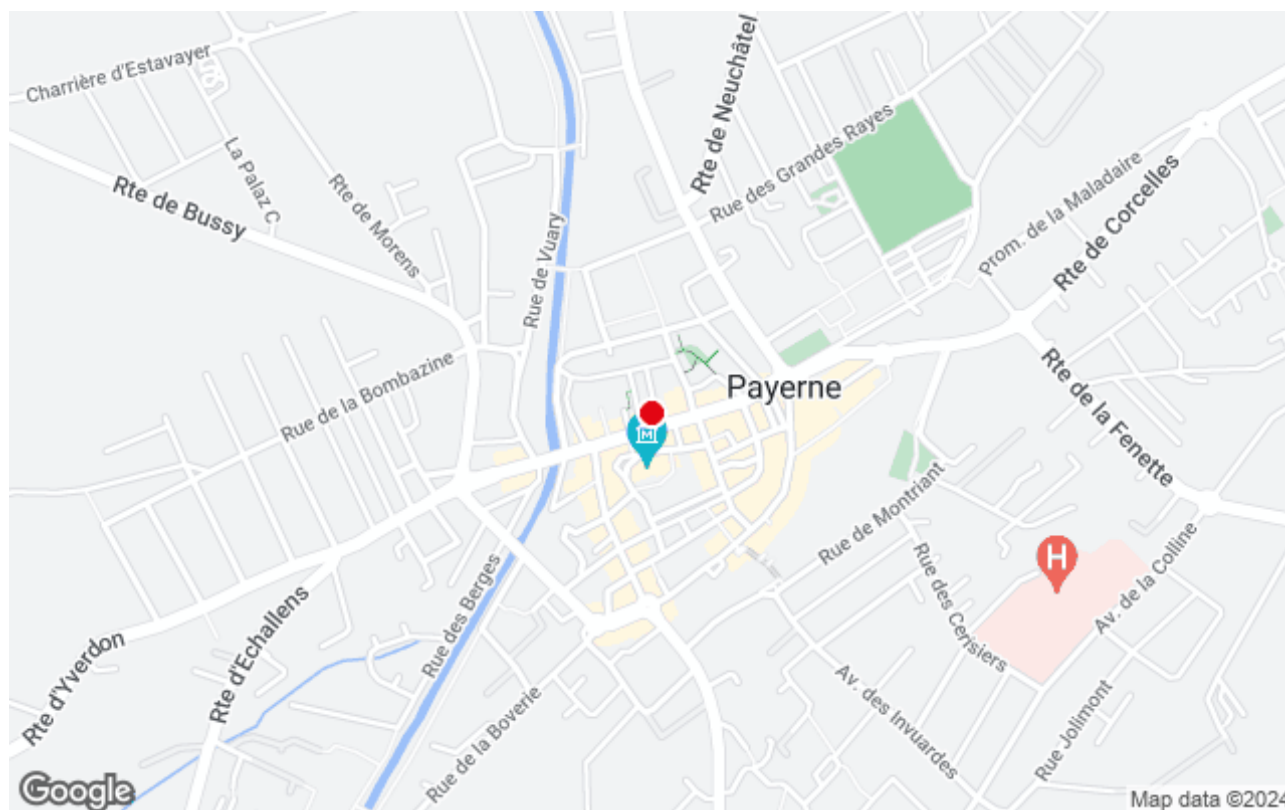 Charrière d'Estavayer
Rte de Neuchâtel
Rue des Grandes Rayes
La Palaz C
Rte de Morens
Rte de Bussy
Prom. de la Maladaire
Rte de Corcelles
Rue de Vuary
Rue de la Bombazine
Payerne
Rte de la Fenette
M
Rue de Montriant
H
Rue des Cerisiers
Av. de la Colline
Rue des Berges
Rte d'Yverdon
Rte d'Echallens
Rue de la Boverie
Av. des Invuardes
Rue Jolimont
Google
Map data ©2024